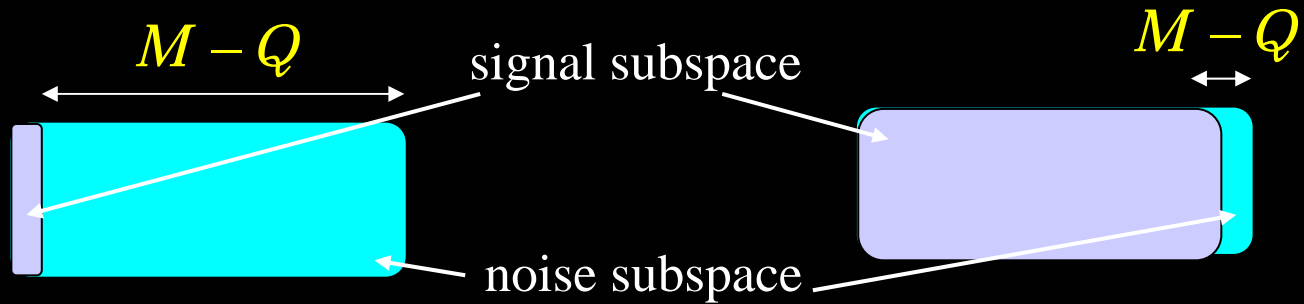 M – Q
M – Q
signal subspace
noise subspace